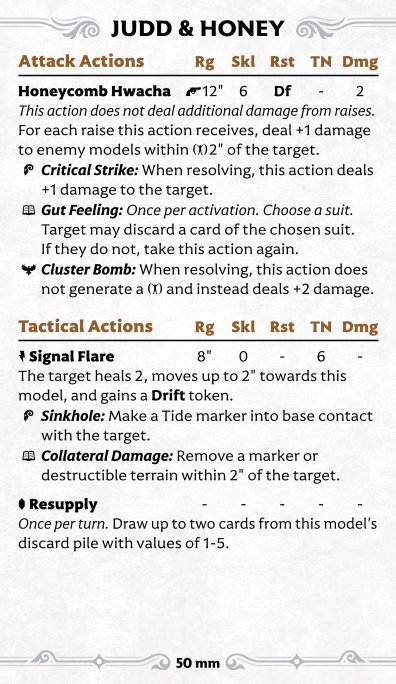 JUDD & HONEY
Attack Actions Rg Skl Rst TN Dmg
Honeycomb Hwacha 12" 6 Df - 2
This action does not deal additional damage from raises.
For each raise this action receives, deal +1 damage
to enemy models within 2" of the target.
Critical Strike: When resolving, this action deals
+1 damage to the target.
Gut Feeling: Once per activation. Choose a suit.
Target may discard a card of the chosen suit.
If they do not, take this action again.
Cluster Bomb: When resolving, this action does
not generate a and instead deals +2 damage.
Tactical Actions Rg Skl Rst TN Dmg
Signal Flare 8" 0 - 6 -
The target heals 2, moves up to 2" towards this
model, and gains a Drift token.
Sinkhole: Make a Tide marker into base contact
with the target.
Collateral Damage: Remove a marker or
destructible terrain within 2" of the target.
Resupply - - - - -
Once per turn. Draw up to two cards from this model's
discard pile with values of 1-5.
50 mm